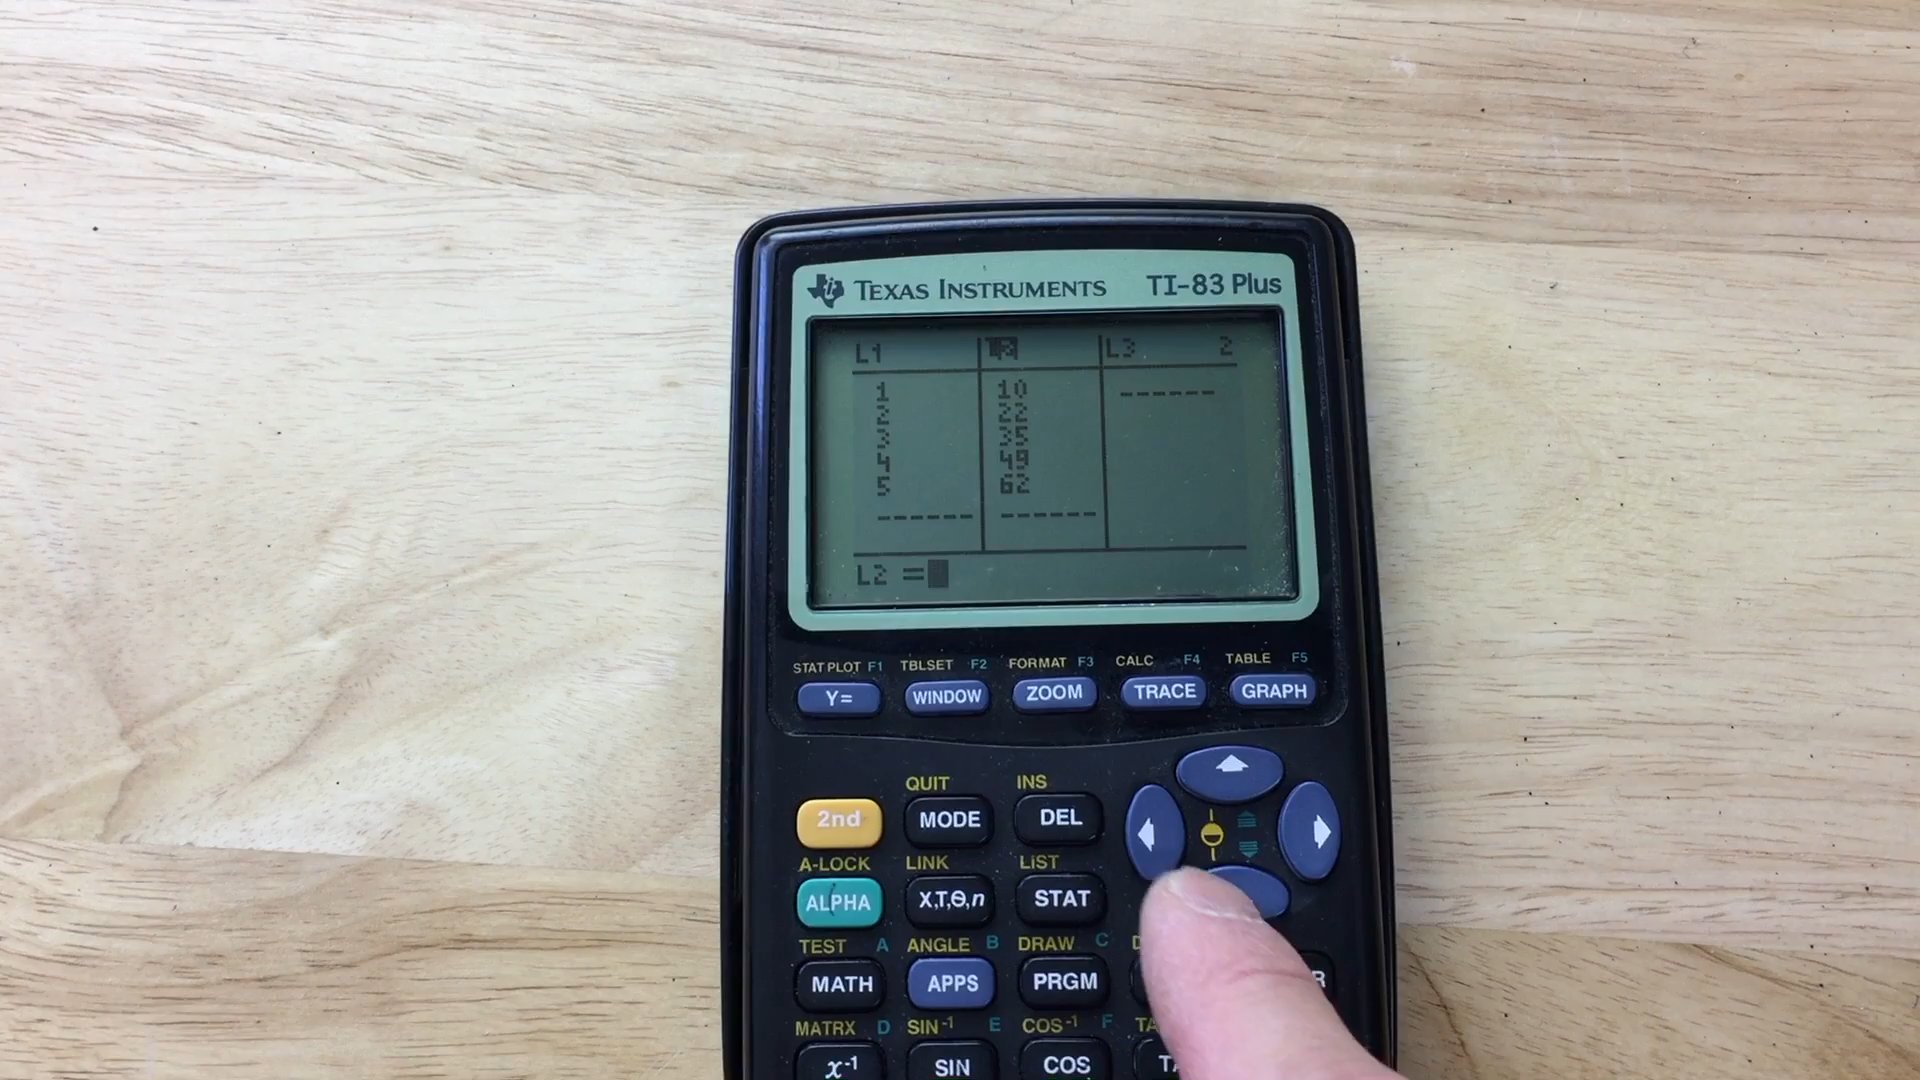 TEXAS INSTRUMENTS TI-83 Plus
L1 L2 L3 2
1 10 ------
2 22
3 35
4 49
5 62
------ ------
L2 =
STAT PLOT F1 TBLSET F2 FORMAT F3 CALC F4 TABLE F5
Y= WINDOW ZOOM TRACE GRAPH
QUIT INS
2nd MODE DEL
A-LOCK LINK LIST
ALPHA X,T,Θ,n STAT
TEST A ANGLE B DRAW C
MATH APPS PRGM
MATRX D SIN⁻¹ E COS⁻¹ F
x⁻¹ SIN COS